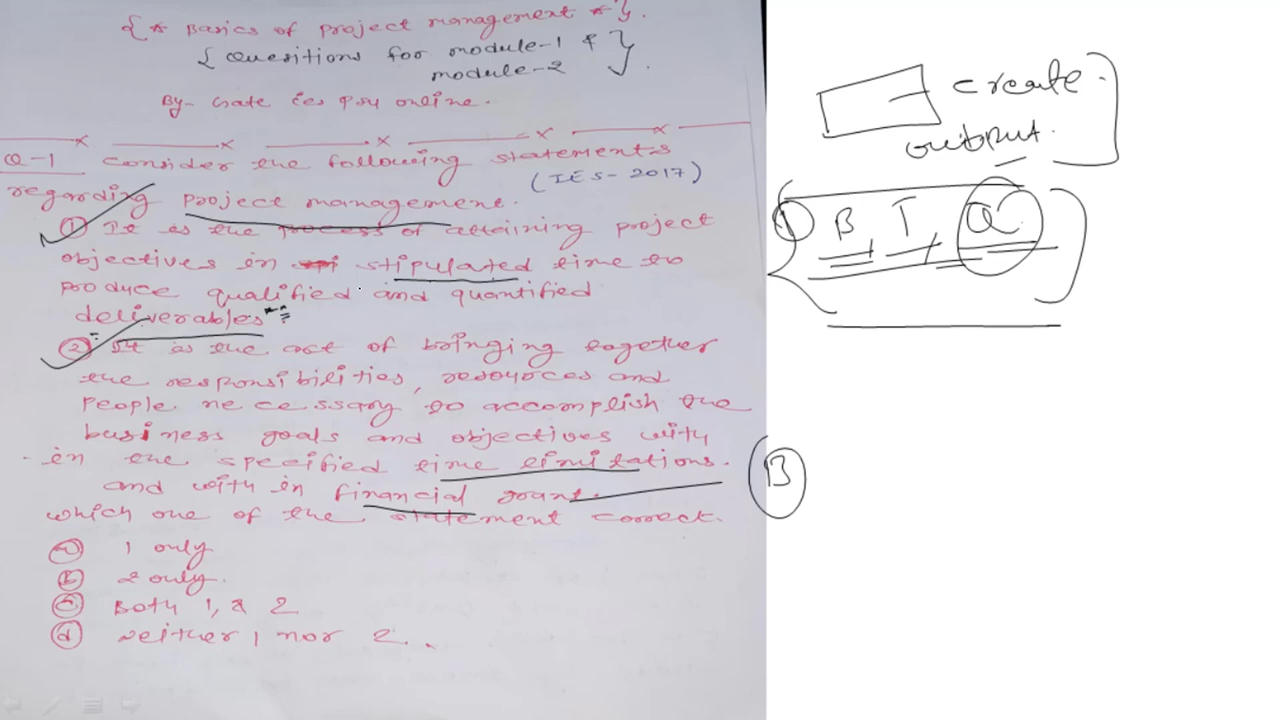 {* Basics of project management *}.
{ Quesitions for module-1 &
module-2 }.
By- Gate ies psu online.
Q-1 Consider the following statements
regarding project management. (IES-2017)
① It is the process of attaining project
objectives in stipulated time to
produce qualified and quantified
deliverables
② It is the art of bringing together
the responsibilities, resources and
people necessary to accomplish the
business goals and objectives with
in the specified time limitations.
and with in financial grant.
which one of the statement correct.
(a) 1 only
(b) 2 only.
(c) Both 1, & 2
(d) neither 1 nor 2.
create.
output.
① B, T, Q
B